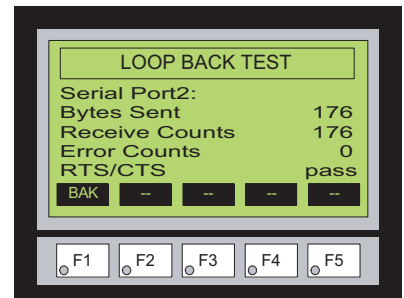 LOOP BACK TEST
Serial Port2:
Bytes Sent 176
Receive Counts 176
Error Counts 0
RTS/CTS pass
BAK -- -- -- --
F1 F2 F3 F4 F5